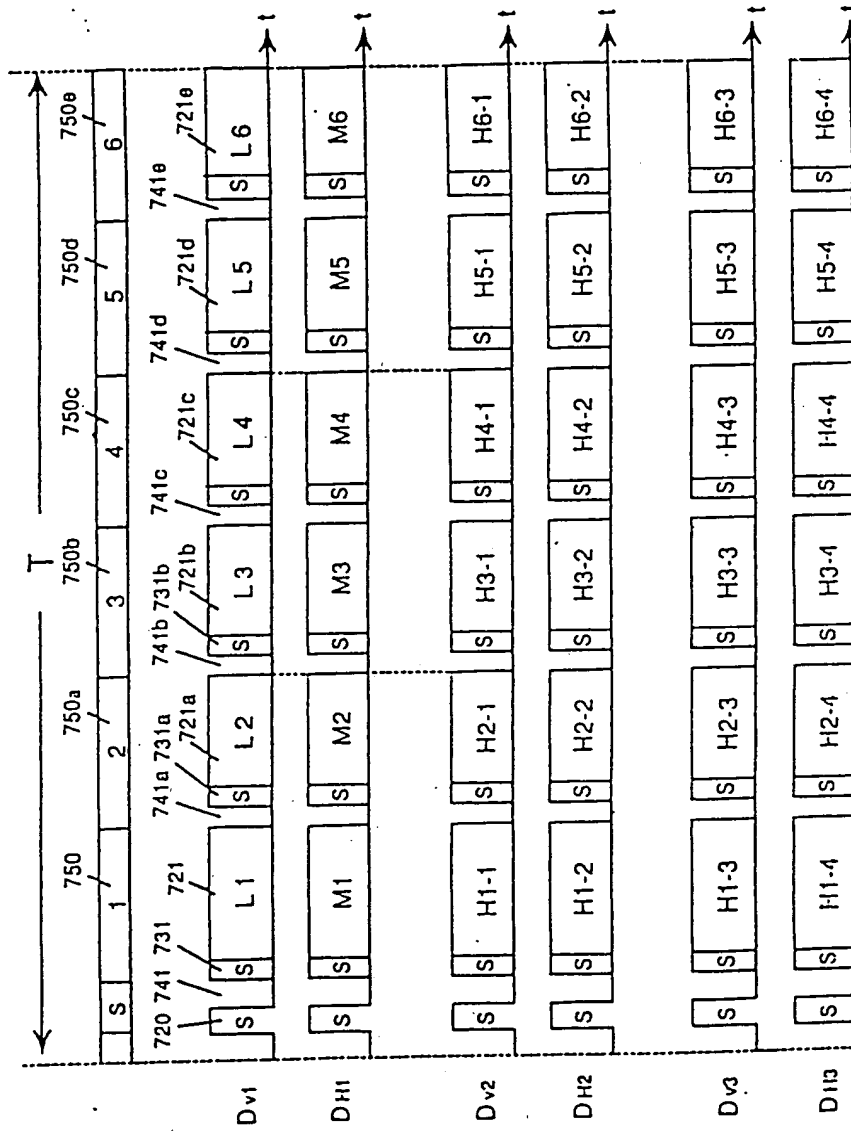 T
750 750a 750b 750c 750d 750e
S 1 2 3 4 5 6
720 741 731 721 741a 731a 721a 741b 731b 721b 741c 721c 741d 721d 741e 721e
Dv1 S S L1 S L2 S L3 S L4 S L5 S L6 t
DH1 S S M1 S M2 S M3 S M4 S M5 S M6 t
Dv2 S S H1-1 S H2-1 S H3-1 S H4-1 S H5-1 S H6-1 t
DH2 S S H1-2 S H2-2 S H3-2 S H4-2 S H5-2 S H6-2 t
Dv3 S S H1-3 S H2-3 S H3-3 S H4-3 S H5-3 S H6-3 t
DH3 S S H1-4 S H2-4 S H3-4 S H4-4 S H5-4 S H6-4 t